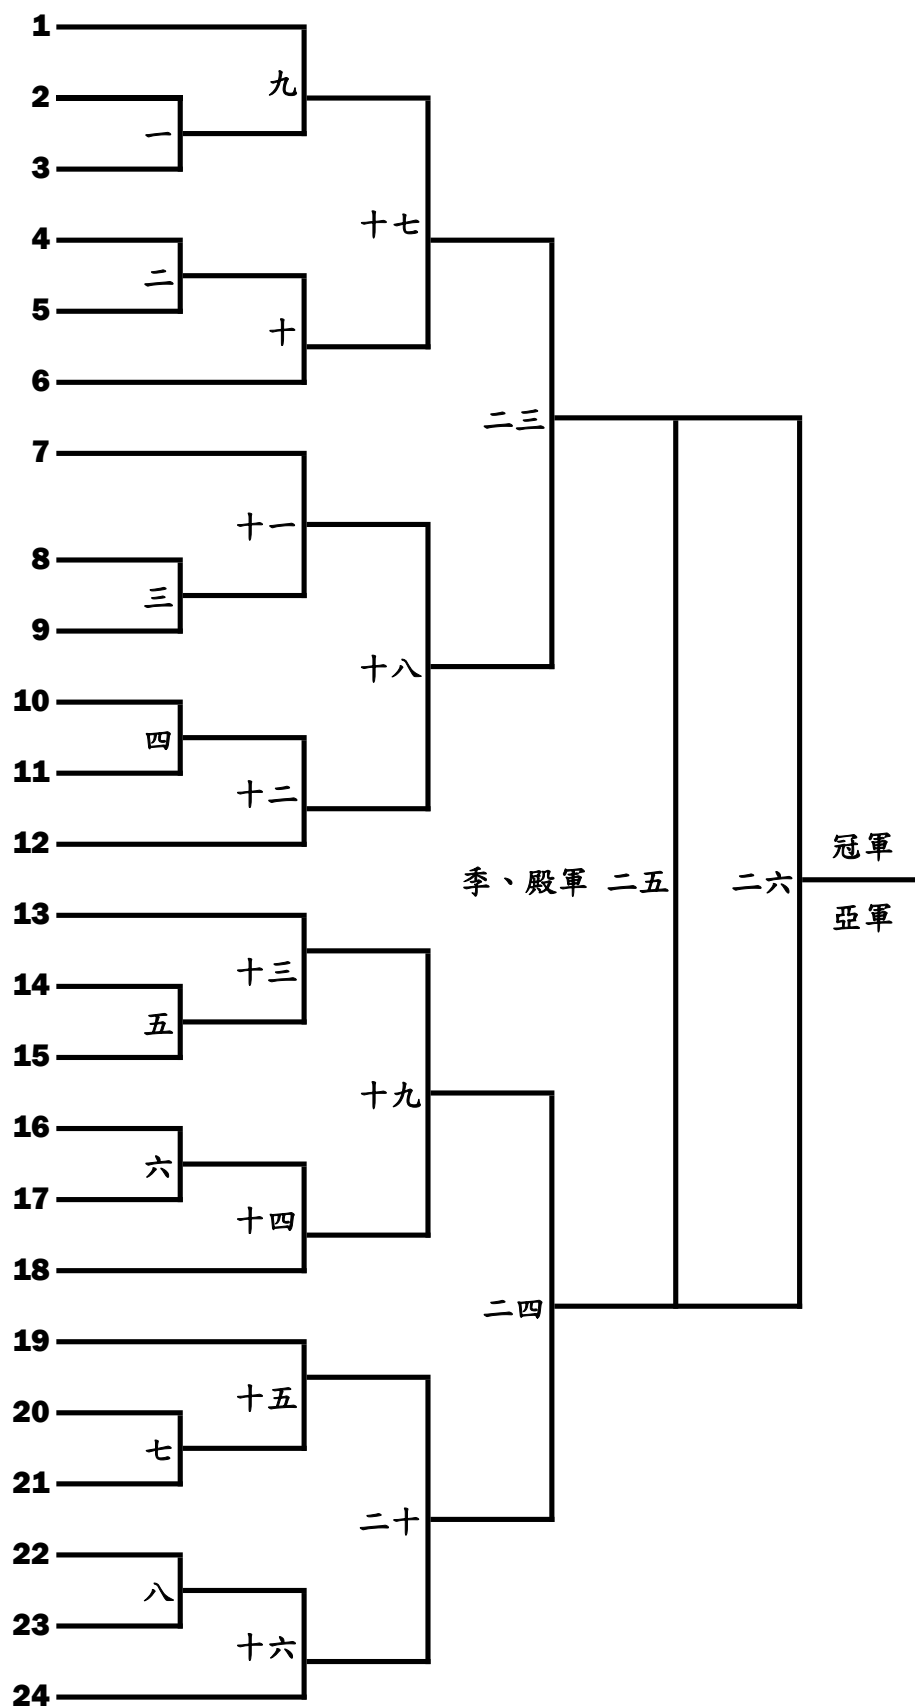 1
九
2
一
3
十七
4
二
5
十
6
二三
7
十一
8
三
9
十八
10
四
11
十二
12
冠軍
季、殿軍 二五
二六
13
亞軍
十三
14
五
15
十九
16
六
17
十四
18
二四
19
十五
20
七
21
二十
22
八
23
十六
24